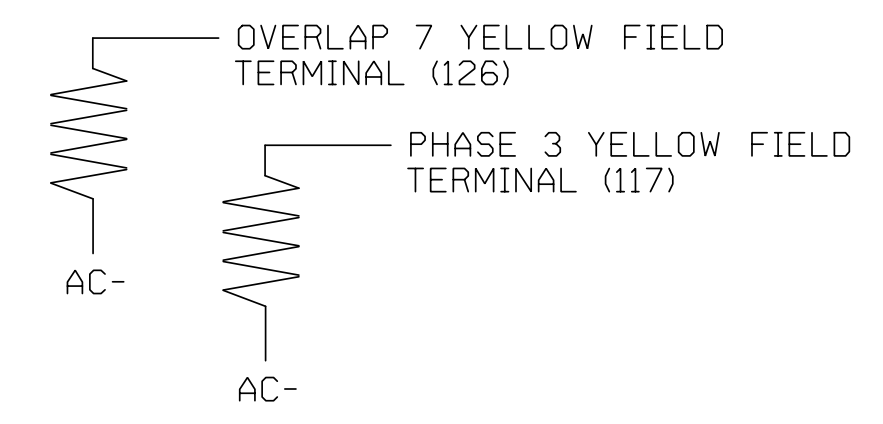 OVERLAP 7 YELLOW FIELD
TERMINAL (126)
PHASE 3 YELLOW FIELD
TERMINAL (117)
AC-
AC-